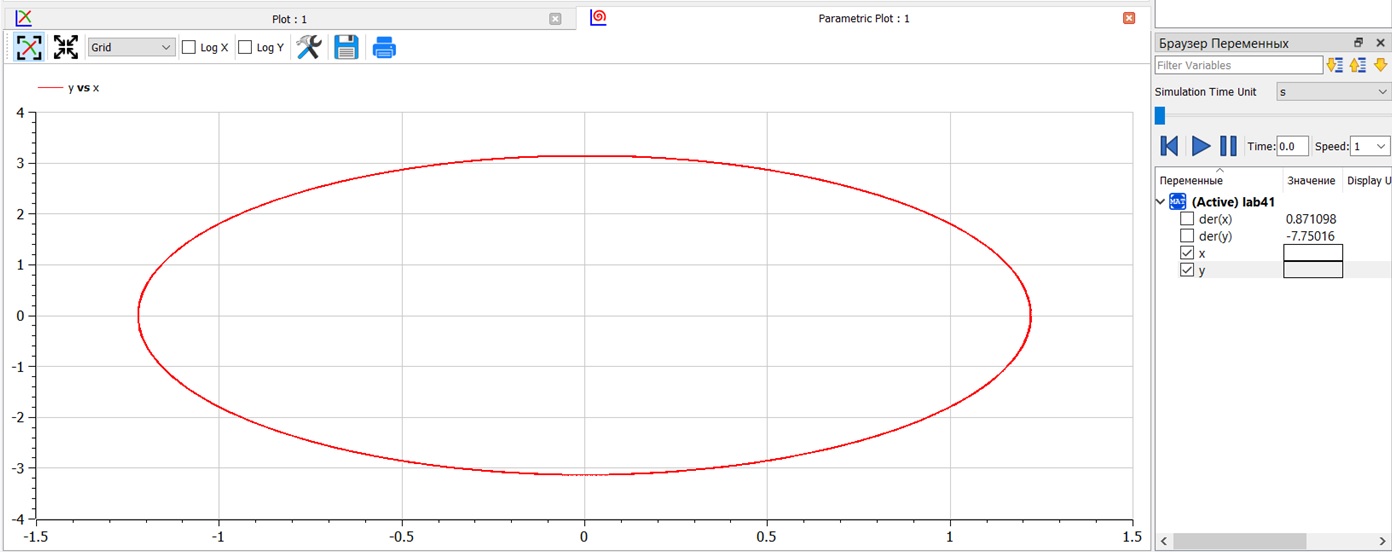 Plot : 1
Parametric Plot : 1
Grid
Log X
Log Y
y vs x
4
3
2
1
0
-1
-2
-3
-4
-1.5
-1
-0.5
0
0.5
1
1.5
Браузер Переменных
Filter Variables
Simulation Time Unit
s
Time: 0.0
Speed: 1
Переменные Значение Display U
MAT (Active) lab41
der(x) 0.871098
der(y) -7.75016
x
y